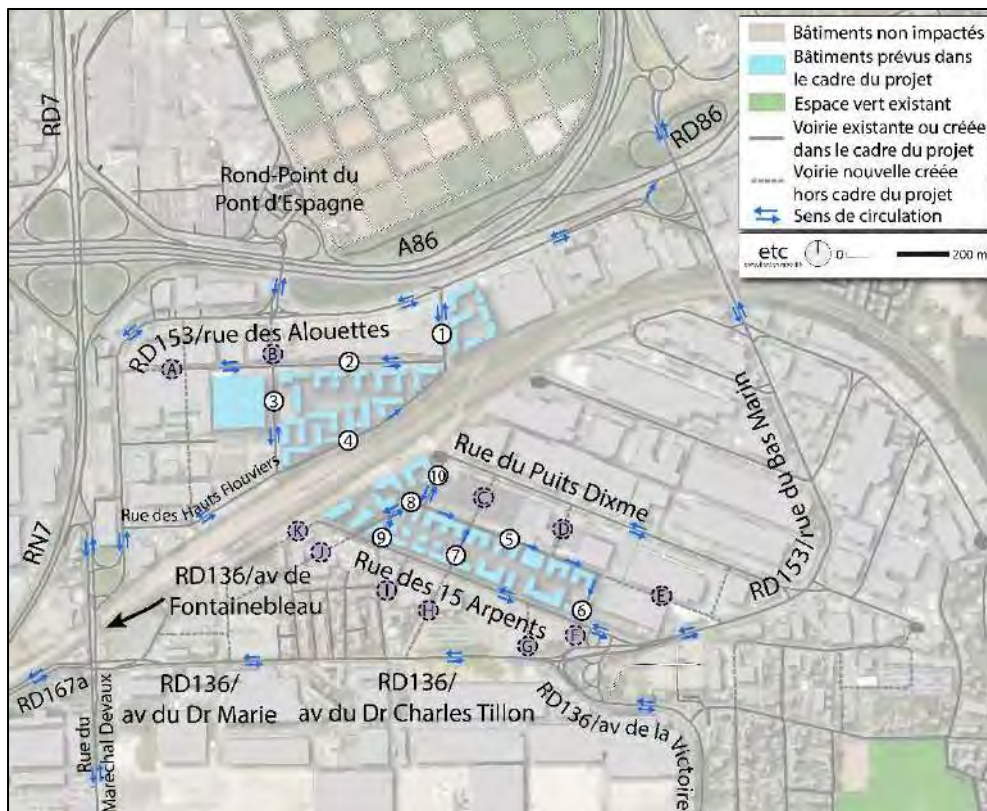 Bâtiments non impactés
Bâtiments prévus dans
le cadre du projet
Espace vert existant
Voirie existante ou créée
dans le cadre du projet
Voirie nouvelle créée
hors cadre du projet
Sens de circulation
etc
0
200 m
RD7
RD86
Rond-Point du
Pont d'Espagne
A86
RD153/rue des Alouettes
1
B
2
A
3
4
Rue des Hauts Flouviers
RN7
Rue du Puits Dixme
10
C
8
D
K
9
5
J
7
RD153/rue du Bas Marin
Rue des 15 Arpents
I
H
E
6
F
G
RD136/av de
Fontainebleau
RD167a
RD136/
av du Dr Marie
RD136/
av du Dr Charles Tillon
RD136/av de la Victoire
Rue du
Maréchal Devaux